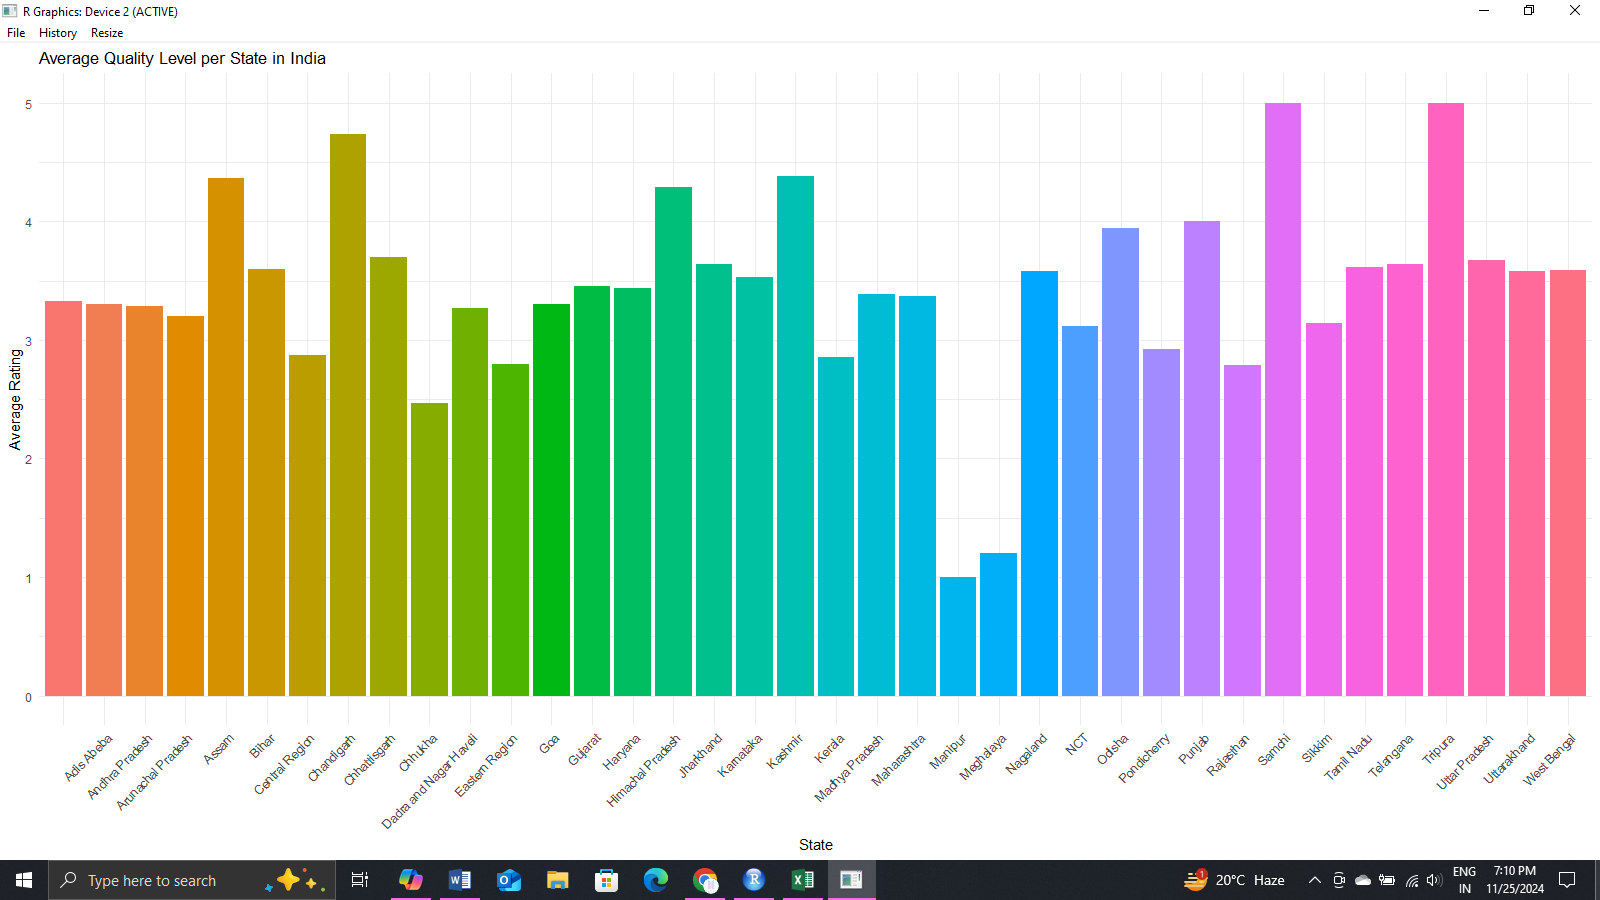 R Graphics: Device 2 (ACTIVE)
File History Resize
Average Quality Level per State in India
5
4
3
2
1
0
Average Rating
Adis Abeba
Andhra Pradesh
Arunachal Pradesh
Assam
Bihar
Central Region
Chandigarh
Chhattisgarh
Chhukha
Dadra and Nagar Haveli
Eastern Region
Goa
Gujarat
Haryana
Himachal Pradesh
Jharkhand
Karnataka
Kashmir
Kerala
Madhya Pradesh
Maharashtra
Manipur
Meghalaya
Nagaland
NCT
Odisha
Pondicherry
Punjab
Rajasthan
Samchi
Sikkim
Tamil Nadu
Telangana
Tripura
Uttar Pradesh
Uttarakhand
West Bengal
State
Type here to search
1
20°C Haze
ENG
IN
7:10 PM
11/25/2024